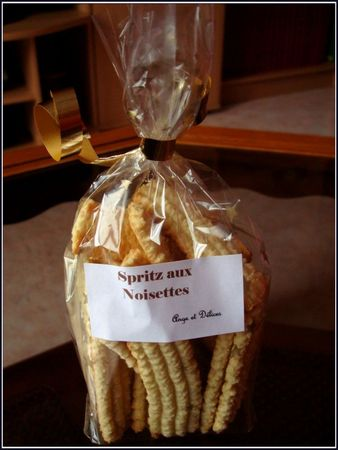 Spritz aux
Noisettes
Ange et Délices